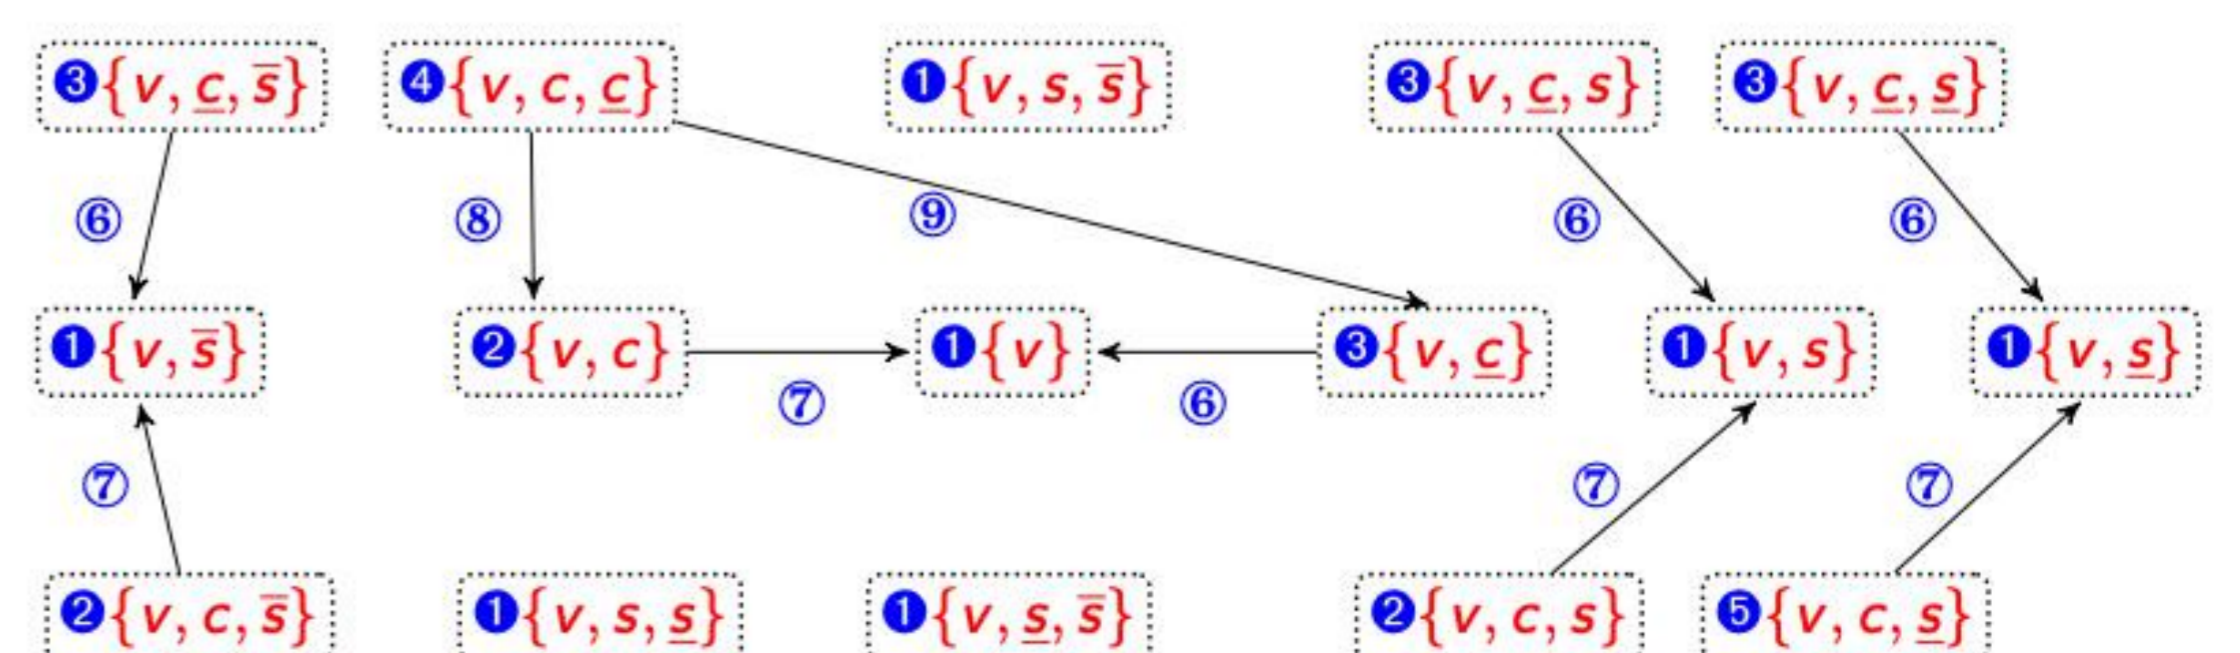 ❸{v, c̲, s̅} ❹{v, c, c̲} ❶{v, s, s̅} ❸{v, c̲, s} ❸{v, c̲, s̲}
⑥ ⑧ ⑨ ⑥ ⑥
❶{v, s̅} ❷{v, c} ❶{v} ❸{v, c̲} ❶{v, s} ❶{v, s̲}
⑦ ⑥
⑦ ⑦ ⑦
❷{v, c, s̅} ❶{v, s, s̲} ❶{v, s̲, s̅} ❷{v, c, s} ❺{v, c, s̲}